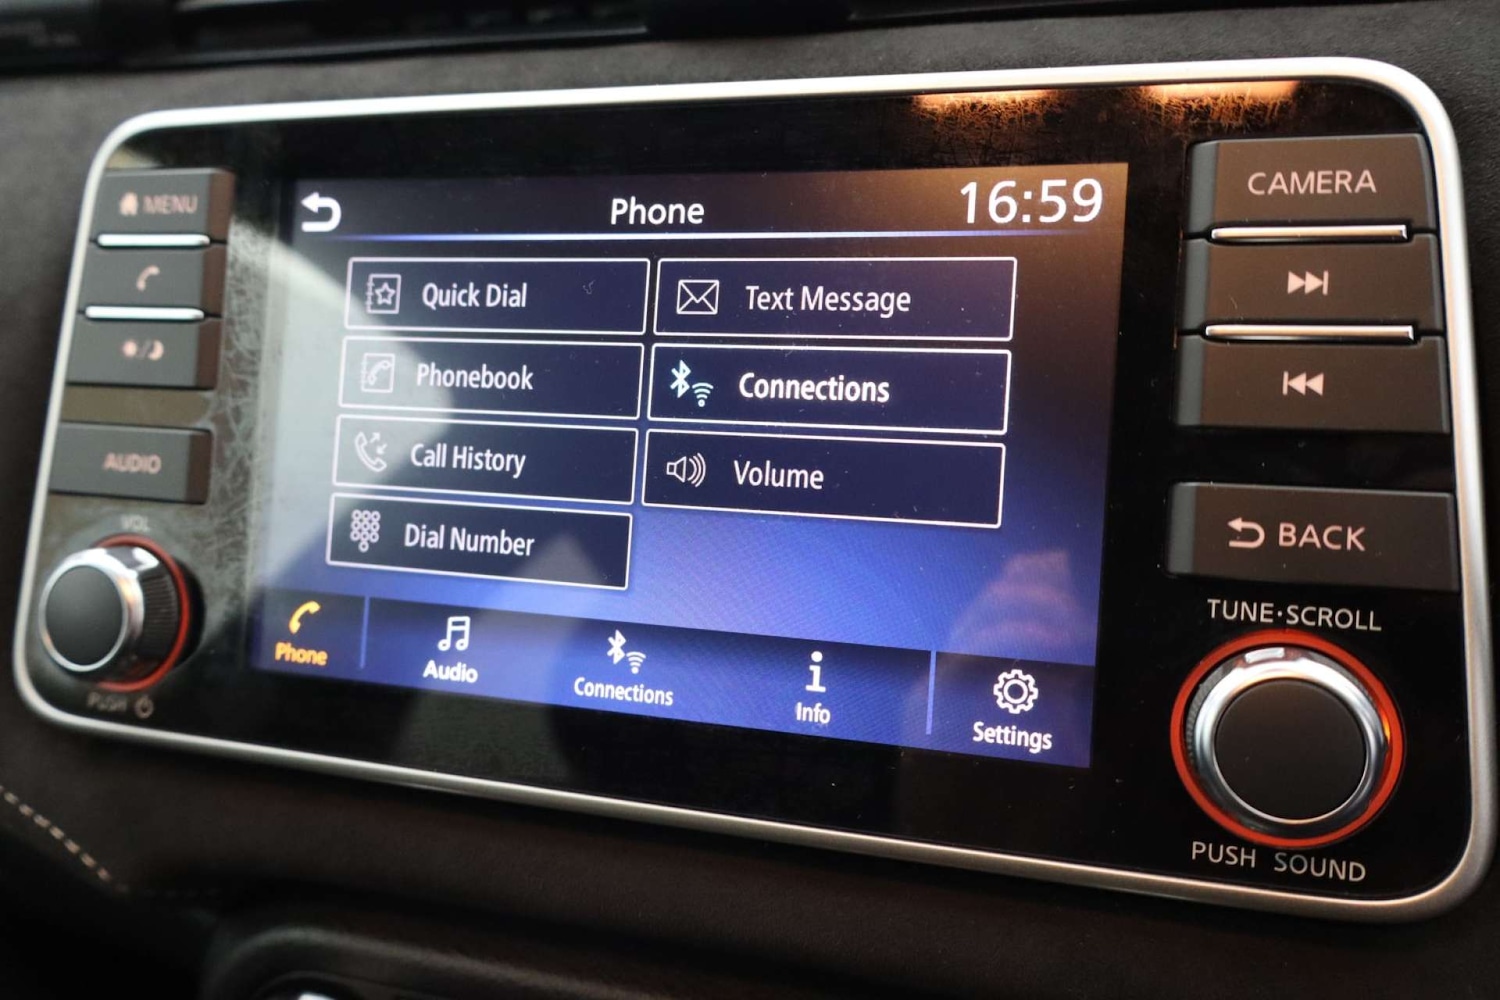 Phone
16:59
Quick Dial
Text Message
Phonebook
Connections
Call History
Volume
Dial Number
Phone
Audio
Connections
Info
Settings
MENU
AUDIO
VOL
PUSH
CAMERA
BACK
TUNE·SCROLL
PUSH SOUND